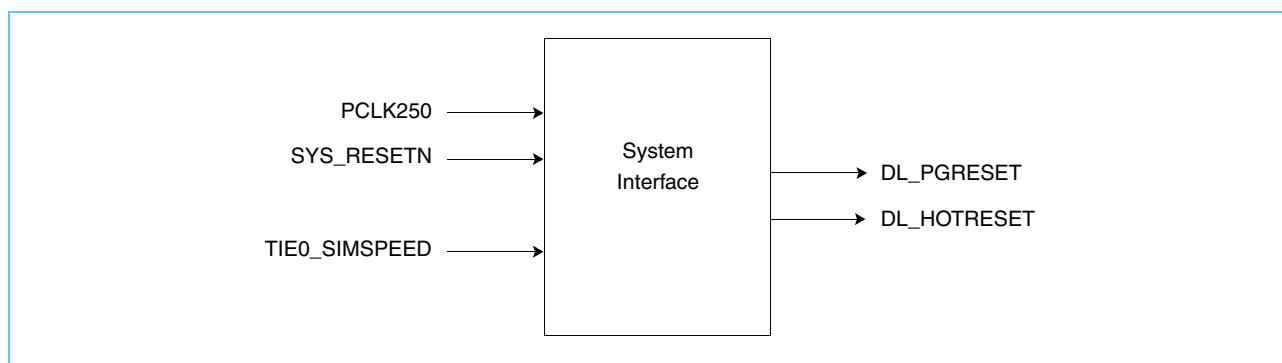 PCLK250
SYS_RESETN
TIE0_SIMSPEED
System
Interface
DL_PGRESET
DL_HOTRESET